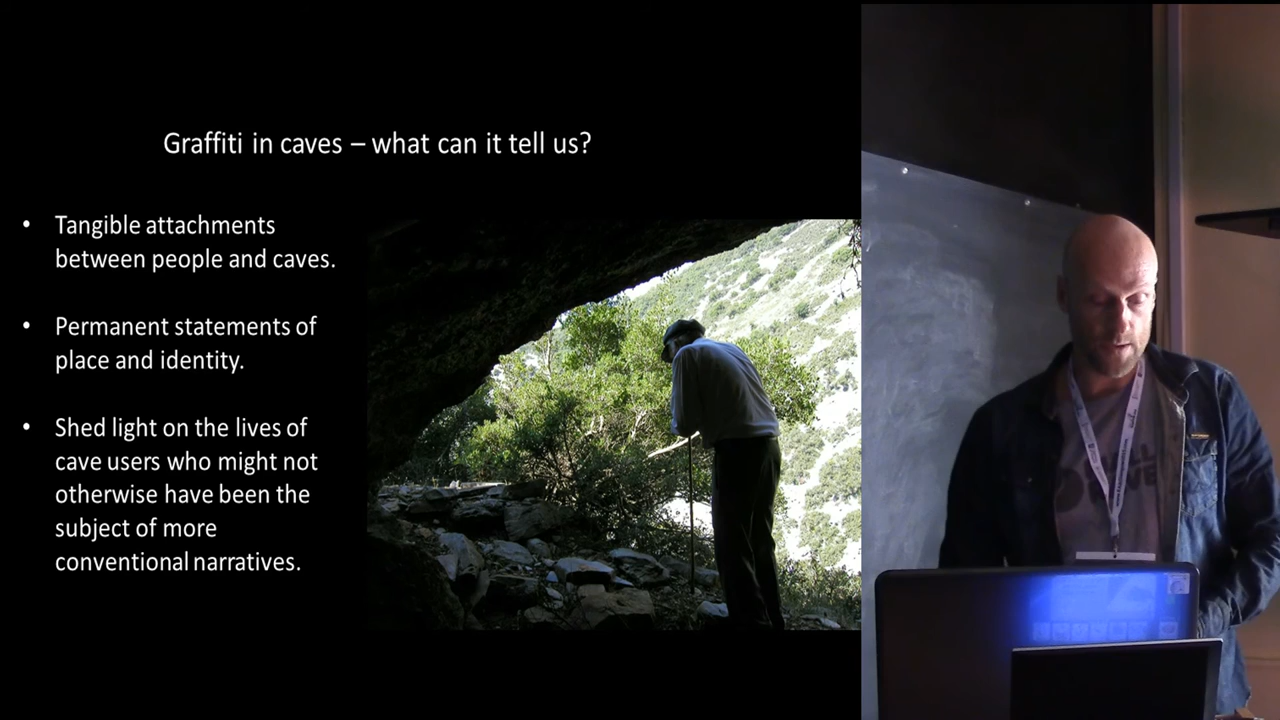 Graffiti in caves – what can it tell us?
• Tangible attachments
between people and caves.
• Permanent statements of
place and identity.
• Shed light on the lives of
cave users who might not
otherwise have been the
subject of more
conventional narratives.